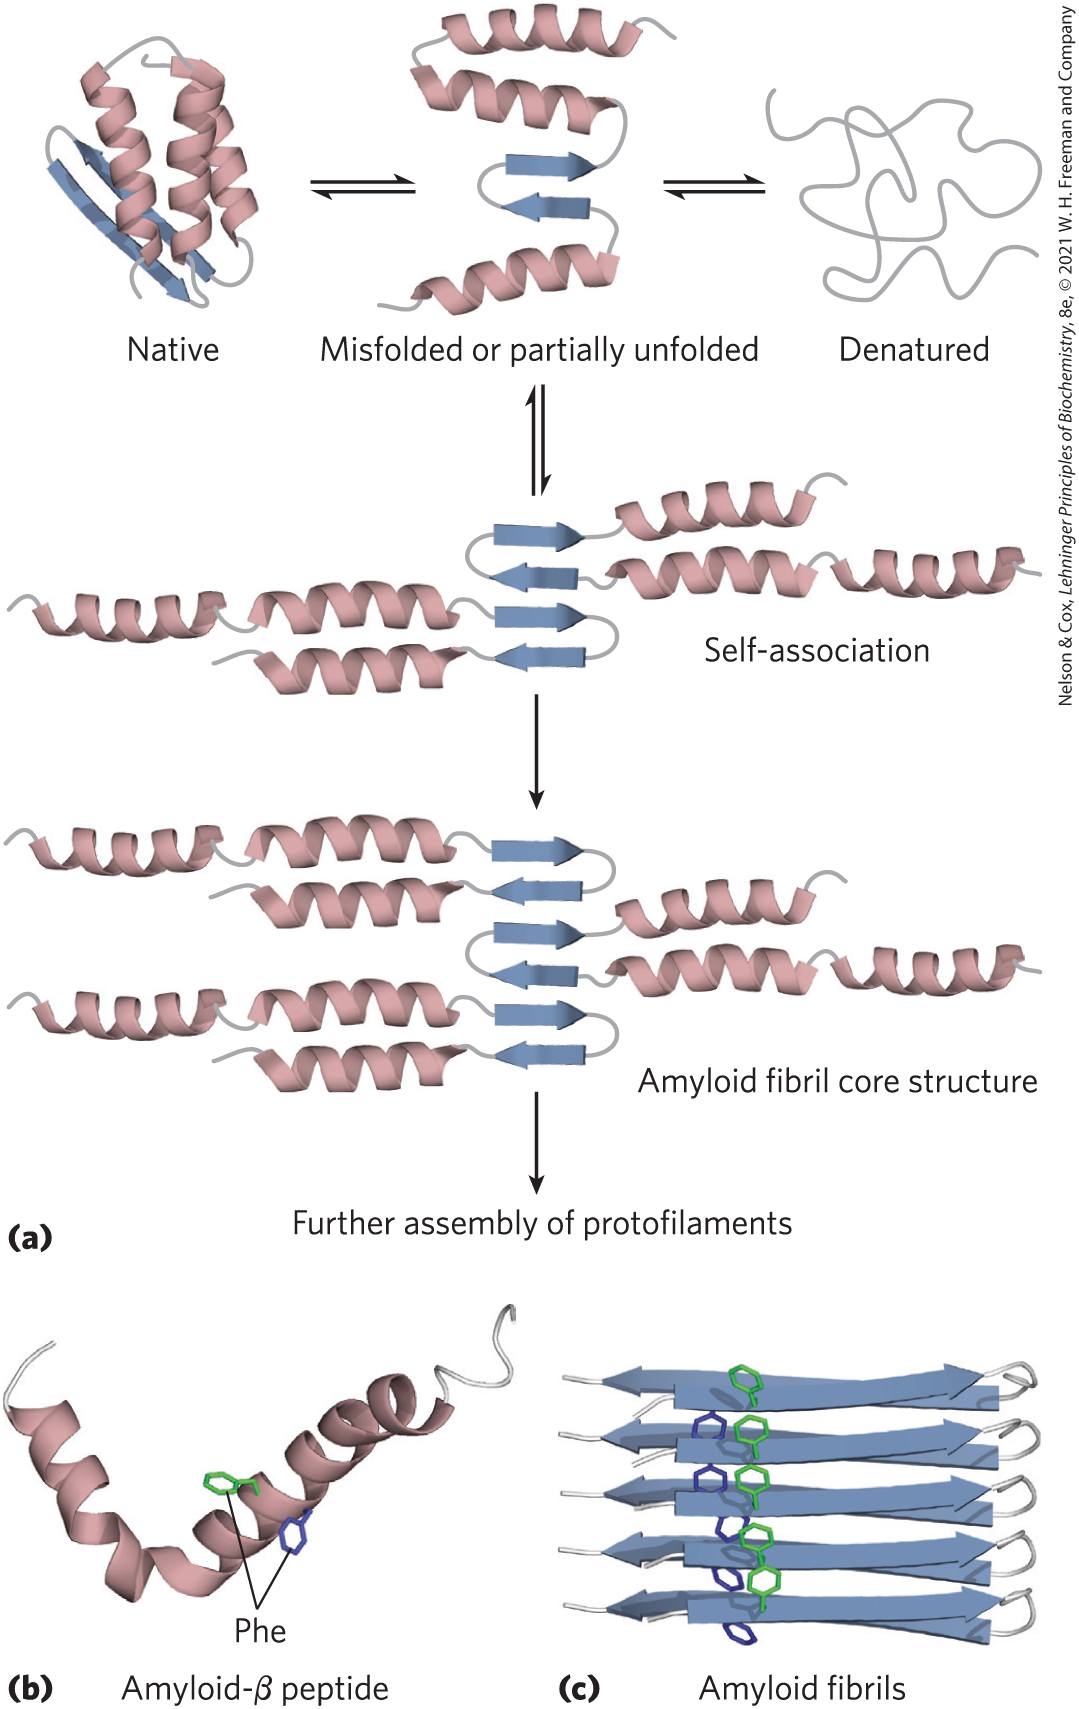 Nelson & Cox, Lehninger Principles of Biochemistry, 8e, © 2021 W. H. Freeman and Company
Native
Misfolded or partially unfolded
Denatured
Self-association
Amyloid fibril core structure
Further assembly of protofilaments
(a)
Phe
(b) Amyloid-β peptide
(c) Amyloid fibrils